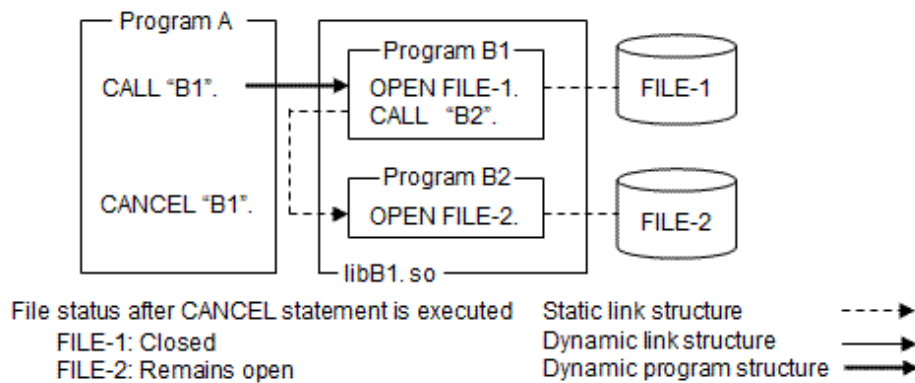 Program A
CALL “B1”.
CANCEL “B1”.
Program B1
OPEN FILE-1.
CALL “B2”.
Program B2
OPEN FILE-2.
libB1. so
FILE-1
FILE-2
File status after CANCEL statement is executed
FILE-1: Closed
FILE-2: Remains open
Static link structure
Dynamic link structure
Dynamic program structure